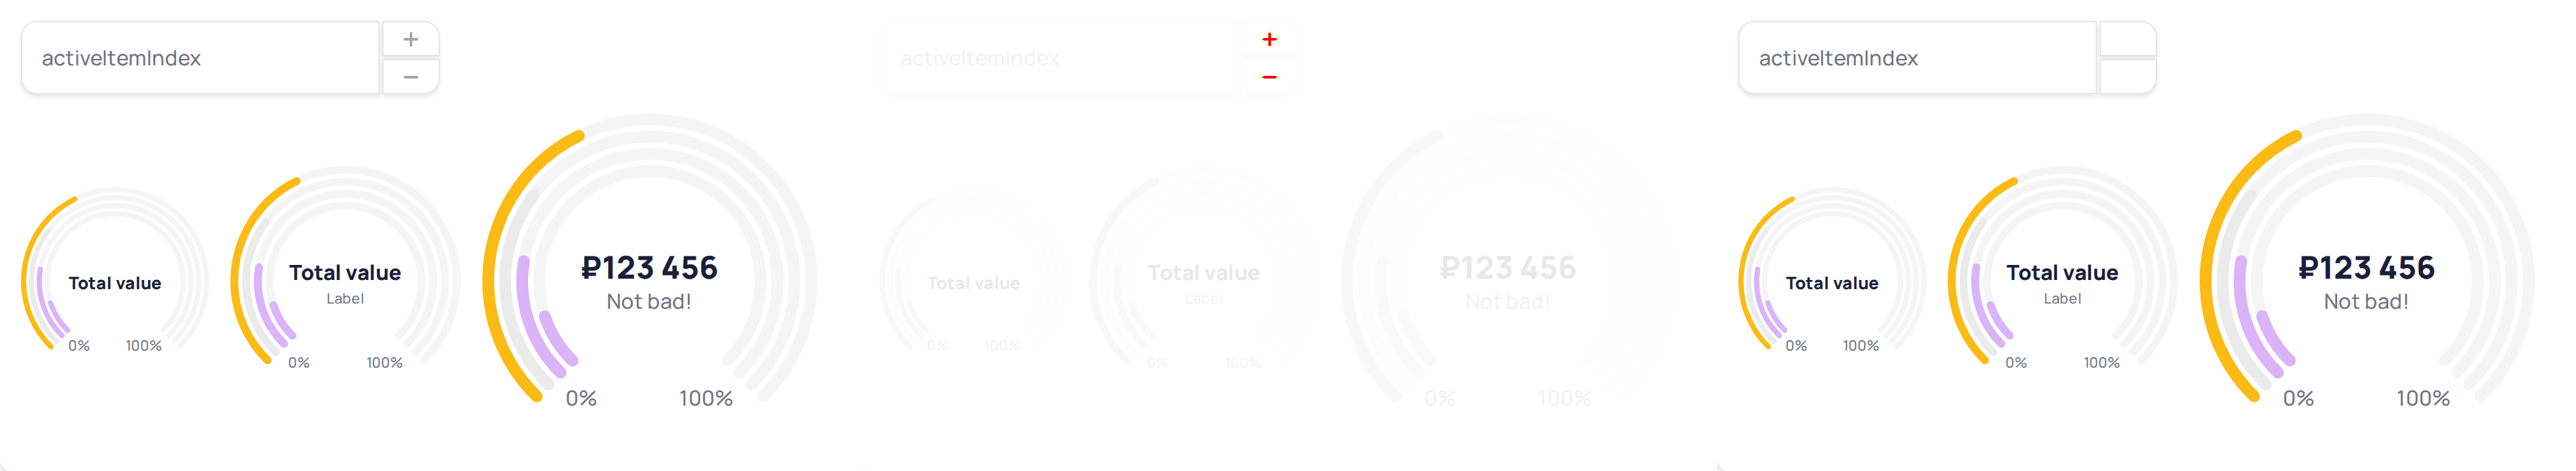 activeItemIndex
+
−
Total value
0% 100%
Total value
Label
0% 100%
₽123 456
Not bad!
0% 100%
activeItemIndex
+
−
Total value
0% 100%
Total value
Label
0% 100%
₽123 456
Not bad!
0% 100%
activeItemIndex
Total value
0% 100%
Total value
Label
0% 100%
₽123 456
Not bad!
0% 100%